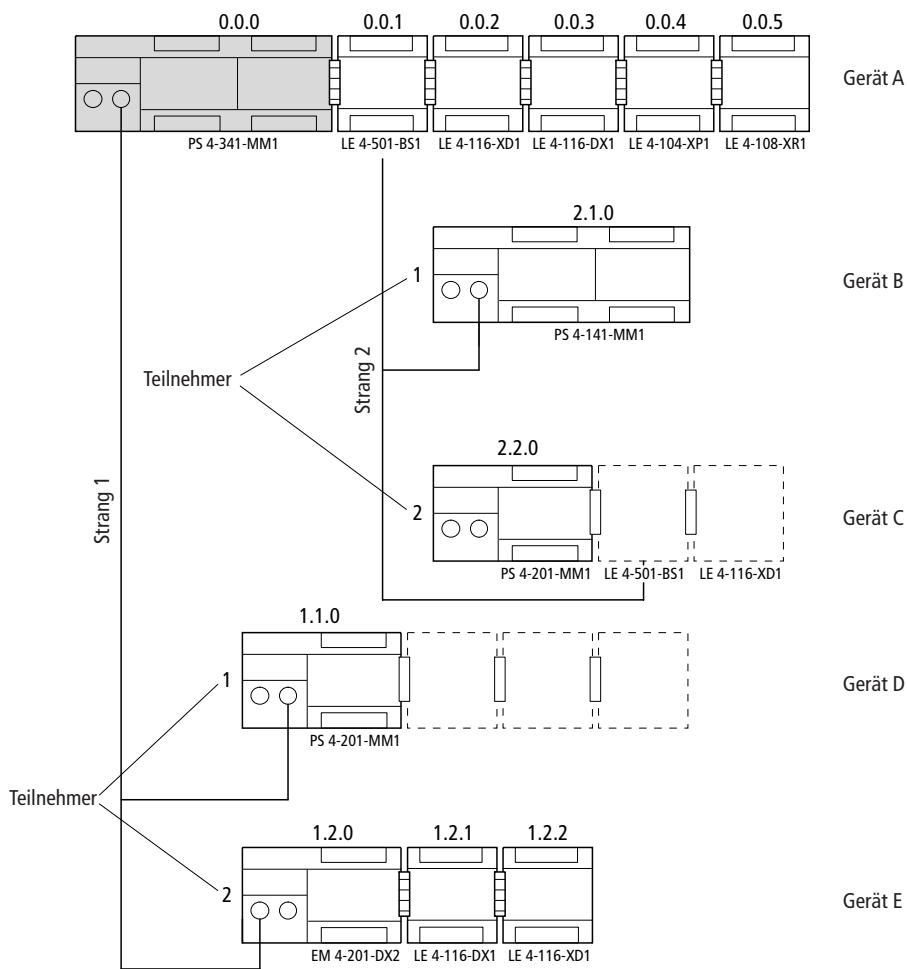 0.0.0 0.0.1 0.0.2 0.0.3 0.0.4 0.0.5
Gerät A
PS 4-341-MM1 LE 4-501-BS1 LE 4-116-XD1 LE 4-116-DX1 LE 4-104-XP1 LE 4-108-XR1
2.1.0
1
Gerät B
PS 4-141-MM1
Strang 2
Teilnehmer
2.2.0
2
Gerät C
PS 4-201-MM1 LE 4-501-BS1 LE 4-116-XD1
Strang 1
1.1.0
1
Gerät D
PS 4-201-MM1
Teilnehmer
1.2.0 1.2.1 1.2.2
2
Gerät E
EM 4-201-DX2 LE 4-116-DX1 LE 4-116-XD1